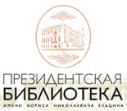 ПРЕЗИДЕНТСКАЯ
БИБЛИОТЕКА
ИМЕНИ БОРИСА НИКОЛАЕВИЧА ЕЛЬЦИНА